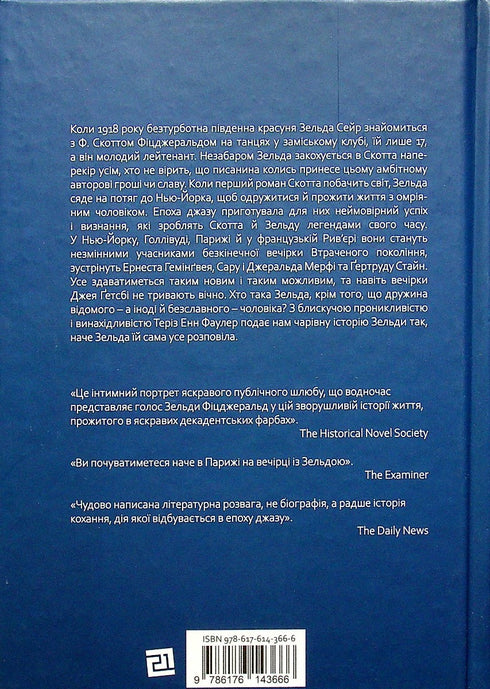 Коли 1918 року безтурботна південна красуня Зельда Сейр знайомиться
з Ф. Скоттом Фіцджеральдом на танцях у заміському клубі, їй лише 17,
а він молодий лейтенант. Незабаром Зельда закохується в Скотта напе-
рекір усім, хто не вірить, що писанина колись принесе цьому амбітному
авторові гроші чи славу. Коли перший роман Скотта побачить світ, Зельда
сяде на потяг до Нью-Йорка, щоб одружитися й прожити життя з омрія-
ним чоловіком. Епоха джазу приготувала для них неймовірний успіх
і визнання, які зроблять Скотта й Зельду легендами свого часу.
У Нью-Йорку, Голлівуді, Парижі й у французькій Рив'єрі вони стануть
незмінними учасниками безкінечної вечірки Втраченого покоління,
зустрінуть Ернеста Гемінґвея, Сару і Джеральда Мерфі та Ґертруду Стайн.
Усе здаватиметься таким новим і таким можливим, та навіть вечірки
Джея Ґетсбі не тривають вічно. Хто така Зельда, крім того, що дружина
відомого – а іноді й безславного – чоловіка? З блискучою проникливістю
і винахідливістю Теріз Енн Фаулер подає нам чарівну історію Зельди так,
наче Зельда їй сама усе розповіла.
«Це інтимний портрет яскравого публічного шлюбу, що водночас
представляє голос Зельди Фіцджеральд у цій зворушливій історії життя,
прожитого в яскравих декадентських фарбах».
The Historical Novel Society
«Ви почуватиметеся наче в Парижі на вечірці із Зельдою».
The Examiner
«Чудово написана літературна розвага, не біографія, а радше історія
кохання, дія якої відбувається в епоху джазу».
The Daily News
ISBN 978-617-614-366-6
21
9 786176 143666